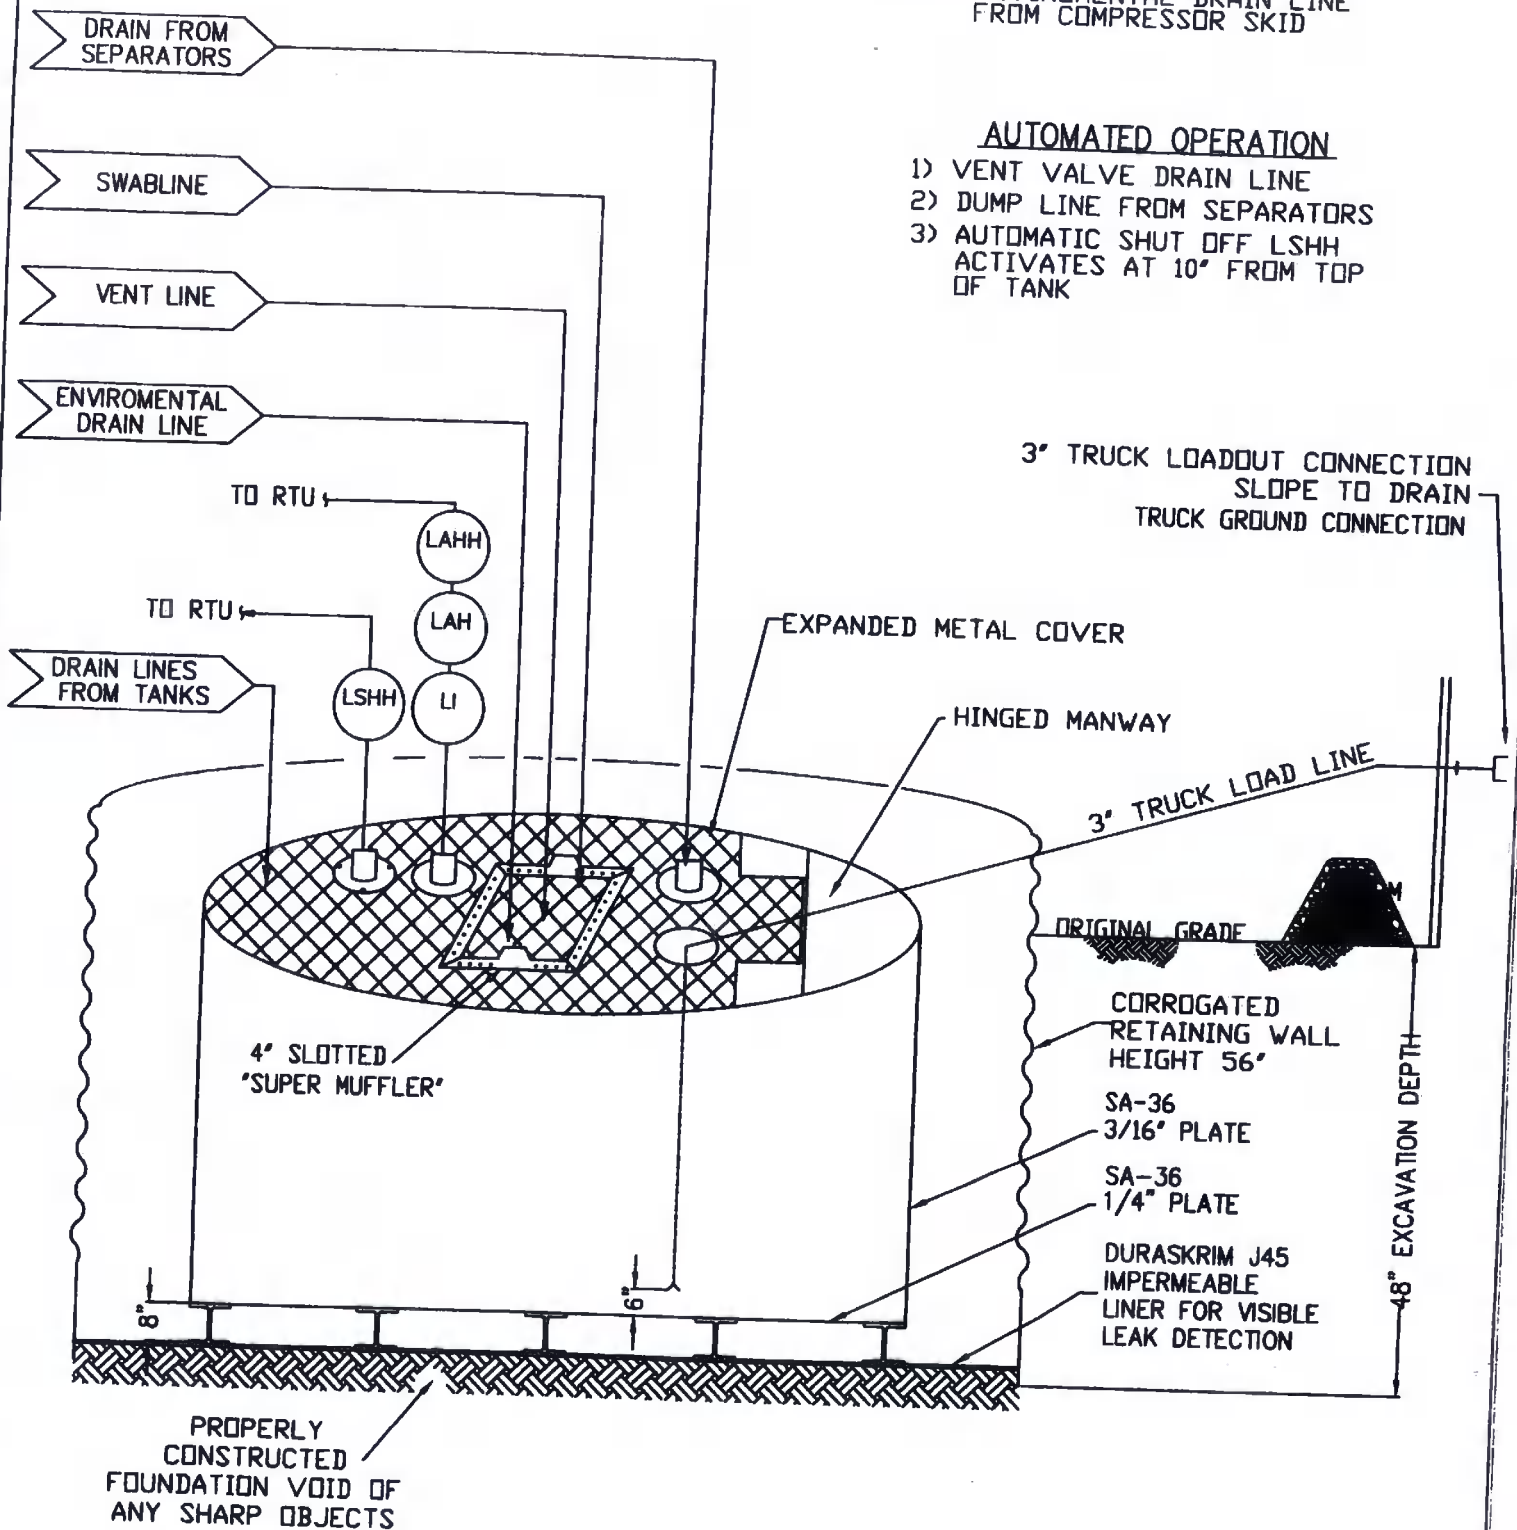 DRAIN LINE
FROM COMPRESSOR SKID
DRAIN FROM
SEPARATORS
AUTOMATED OPERATION
1) VENT VALVE DRAIN LINE
2) DUMP LINE FROM SEPARATORS
3) AUTOMATIC SHUT OFF LSHH
ACTIVATES AT 10" FROM TOP
OF TANK
SWABLINE
VENT LINE
ENVIROMENTAL
DRAIN LINE
3" TRUCK LOADOUT CONNECTION
SLOPE TO DRAIN
TRUCK GROUND CONNECTION
TO RTU
LAHH
TO RTU
LAH
EXPANDED METAL COVER
DRAIN LINES
FROM TANKS
LSHH
LI
HINGED MANWAY
3" TRUCK LOAD LINE
M
ORIGINAL GRADE
4" SLOTTED
"SUPER MUFFLER"
CORROGATED
RETAINING WALL
HEIGHT 56"
SA-36
3/16" PLATE
SA-36
1/4" PLATE
48" EXCAVATION DEPTH
DURASKRIM J45
IMPERMEABLE
LINER FOR VISIBLE
LEAK DETECTION
8"
6"
PROPERLY
CONSTRUCTED
FOUNDATION VOID OF
ANY SHARP OBJECTS